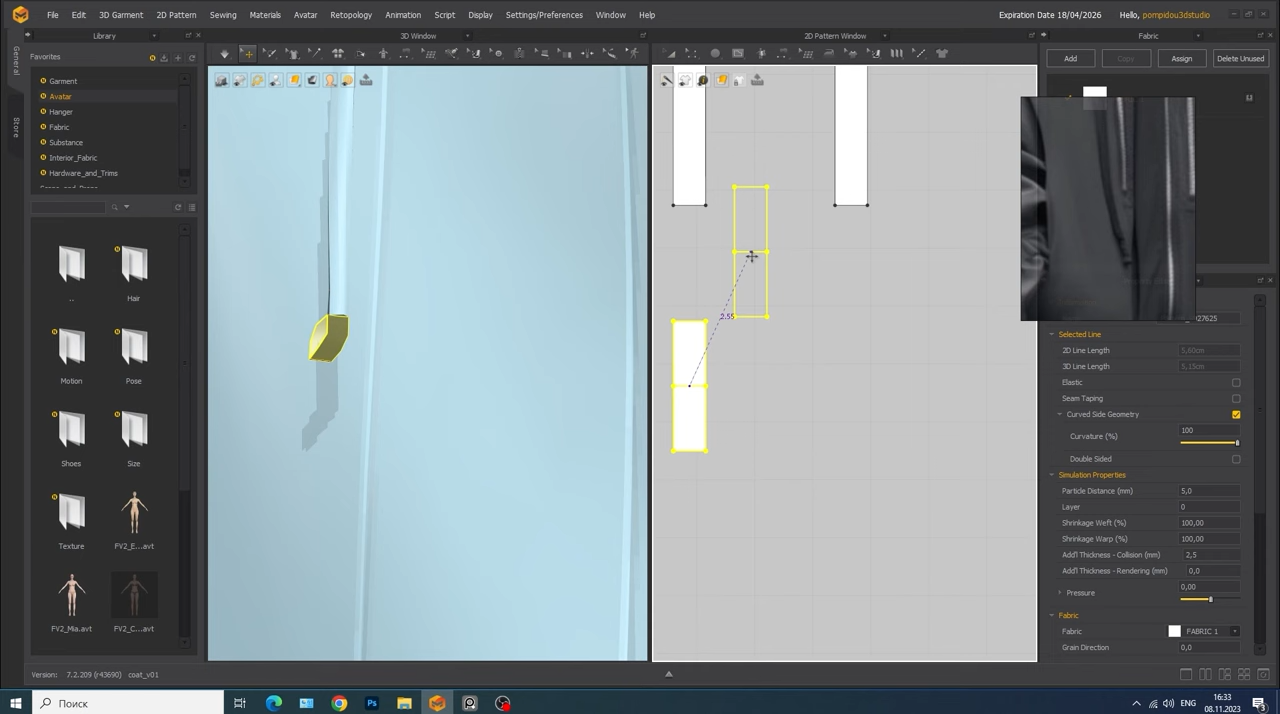 File Edit 3D Garment 2D Pattern Sewing Materials Avatar Retopology Animation Script Display Settings/Preferences Window Help
Expiration Date 18/04/2026 Hello, pompidou3dstudio
Library
3D Window
2D Pattern Window
Fabric
General
Store
Favorites
Garment
Avatar
Hanger
Fabric
Substance
Interior_Fabric
Hardware_and_Trims
Add
Copy
Assign
Delete Unused
..
Hair
Motion
Pose
Shoes
Size
Texture
FV2_E...avt
FV2_Mia.avt
FV2_C...avt
2.55
27625
Selected Line
2D Line Length 5,60cm
3D Line Length 5,15cm
Elastic
Seam Taping
Curved Side Geometry
Curvature (%) 100
Double Sided
Simulation Properties
Particle Distance (mm) 5,0
Layer 0
Shrinkage Weft (%) 100,00
Shrinkage Warp (%) 100,00
Add'l Thickness - Collision (mm) 2,5
Add'l Thickness - Rendering (mm) 0,0
Pressure 0,00
Fabric
Fabric FABRIC 1
Grain Direction 0,0
Version: 7.2.209 (r43690) coat_v01
Поиск
Ps
ENG
16:33
08.11.2023
3